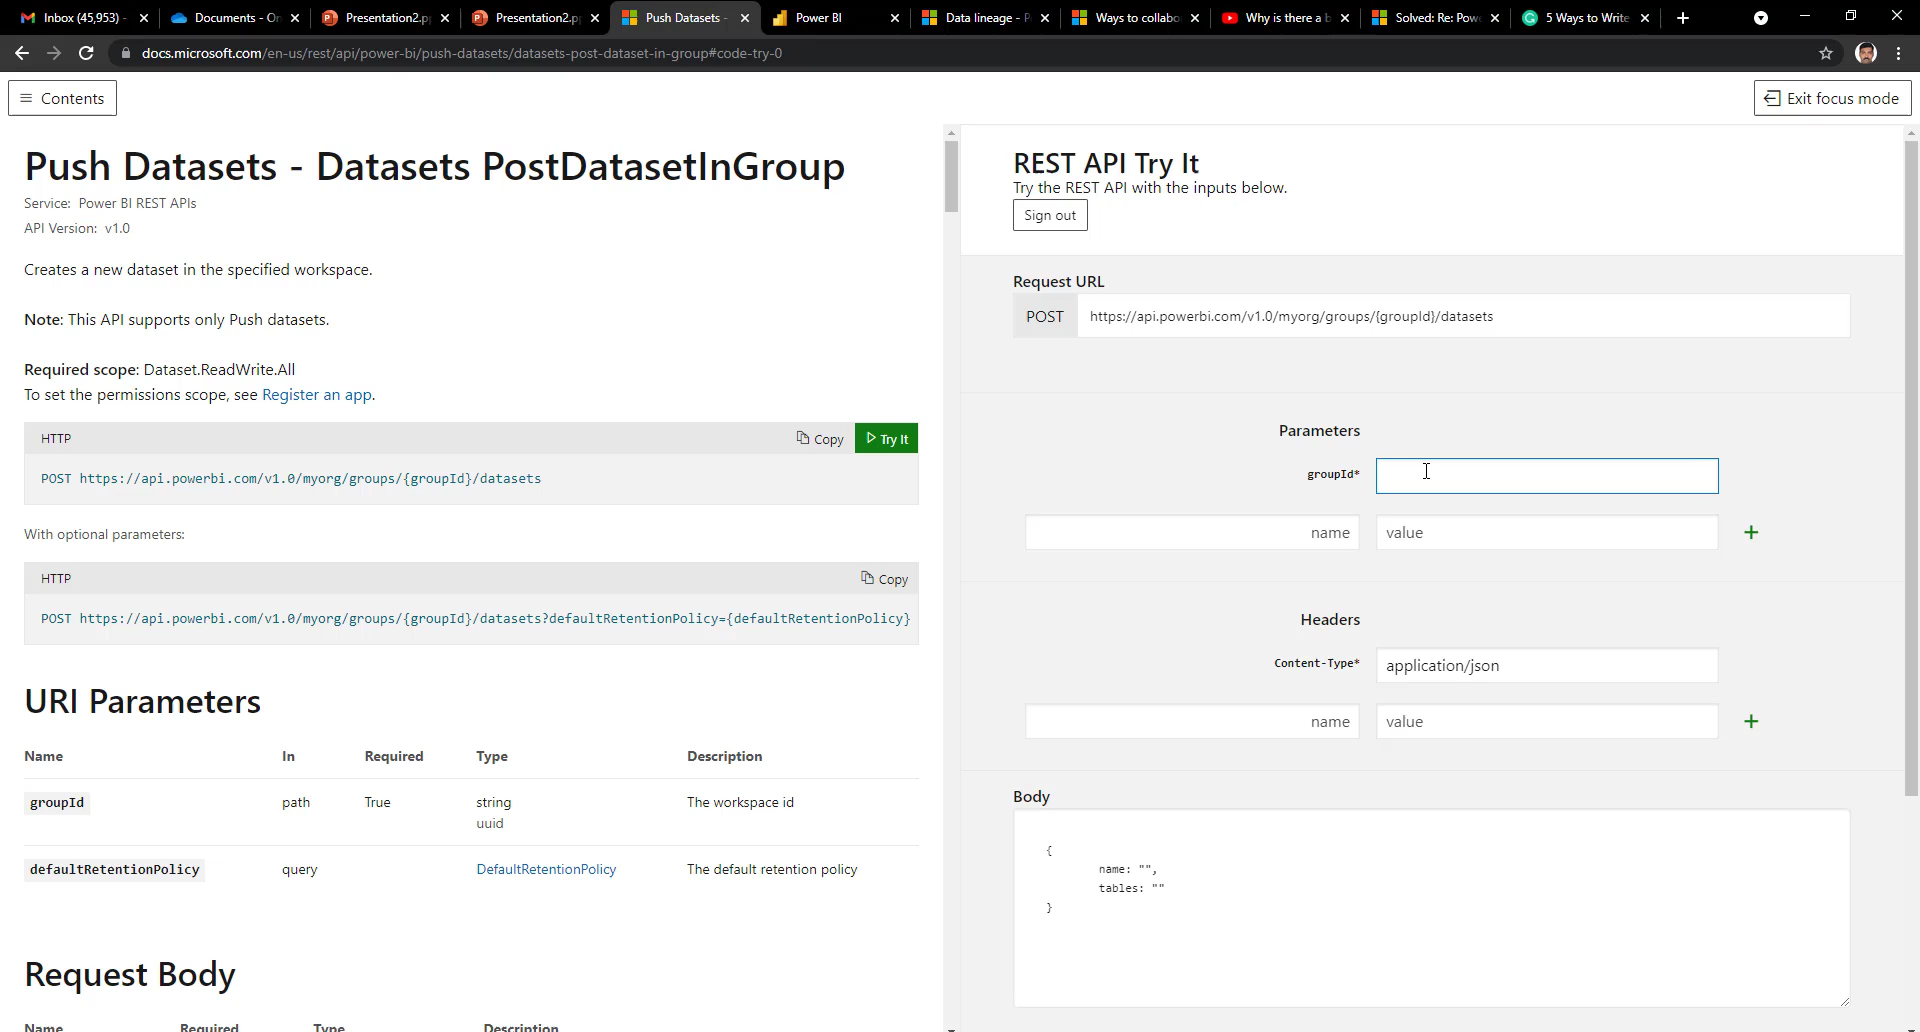 Inbox (45,953) -
Documents - On
Presentation2.p
Presentation2.p
Push Datasets -
Power BI
Data lineage - P
Ways to collabo
Why is there a b
Solved: Re: Pow
5 Ways to Write
docs.microsoft.com/en-us/rest/api/power-bi/push-datasets/datasets-post-dataset-in-group#code-try-0
Contents
Exit focus mode
Push Datasets - Datasets PostDatasetInGroup
Service: Power BI REST APIs
API Version: v1.0
Creates a new dataset in the specified workspace.
Note: This API supports only Push datasets.
Required scope: Dataset.ReadWrite.All
To set the permissions scope, see Register an app.
HTTP
Copy
Try It
POST https://api.powerbi.com/v1.0/myorg/groups/{groupId}/datasets
With optional parameters:
HTTP
Copy
POST https://api.powerbi.com/v1.0/myorg/groups/{groupId}/datasets?defaultRetentionPolicy={defaultRetentionPolicy}
URI Parameters
Name In Required Type Description
groupId path True string The workspace id
uuid
defaultRetentionPolicy query DefaultRetentionPolicy The default retention policy
Request Body
Name Required Type Description
REST API Try It
Try the REST API with the inputs below.
Sign out
Request URL
POST https://api.powerbi.com/v1.0/myorg/groups/{groupId}/datasets
Parameters
groupId*
name value +
Headers
Content-Type* application/json
name value +
Body
{
name: "",
tables: ""
}